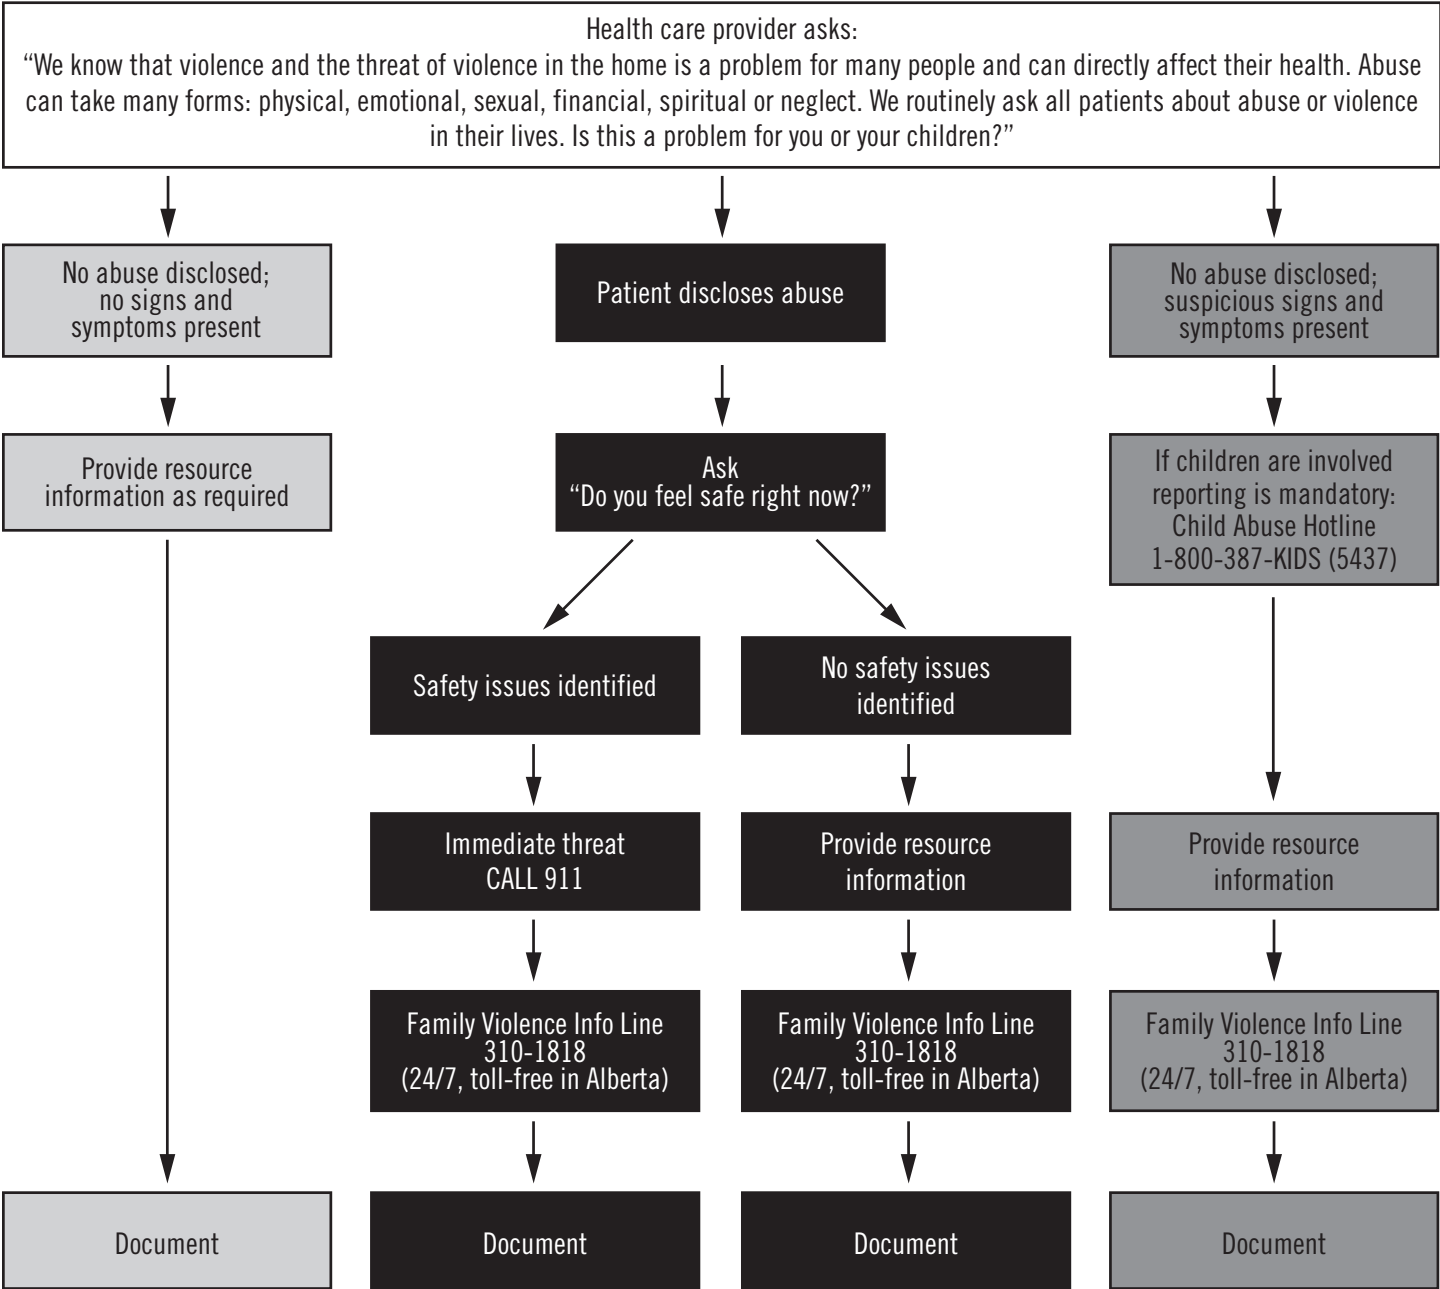 Health care provider asks:
“We know that violence and the threat of violence in the home is a problem for many people and can directly affect their health. Abuse
can take many forms: physical, emotional, sexual, financial, spiritual or neglect. We routinely ask all patients about abuse or violence
in their lives. Is this a problem for you or your children?”
No abuse disclosed;
no signs and
symptoms present
Patient discloses abuse
No abuse disclosed;
suspicious signs and
symptoms present
Provide resource
information as required
Ask
“Do you feel safe right now?”
If children are involved
reporting is mandatory:
Child Abuse Hotline
1-800-387-KIDS (5437)
Safety issues identified
No safety issues
identified
Immediate threat
CALL 911
Provide resource
information
Provide resource
information
Family Violence Info Line
310-1818
(24/7, toll-free in Alberta)
Family Violence Info Line
310-1818
(24/7, toll-free in Alberta)
Family Violence Info Line
310-1818
(24/7, toll-free in Alberta)
Document
Document
Document
Document